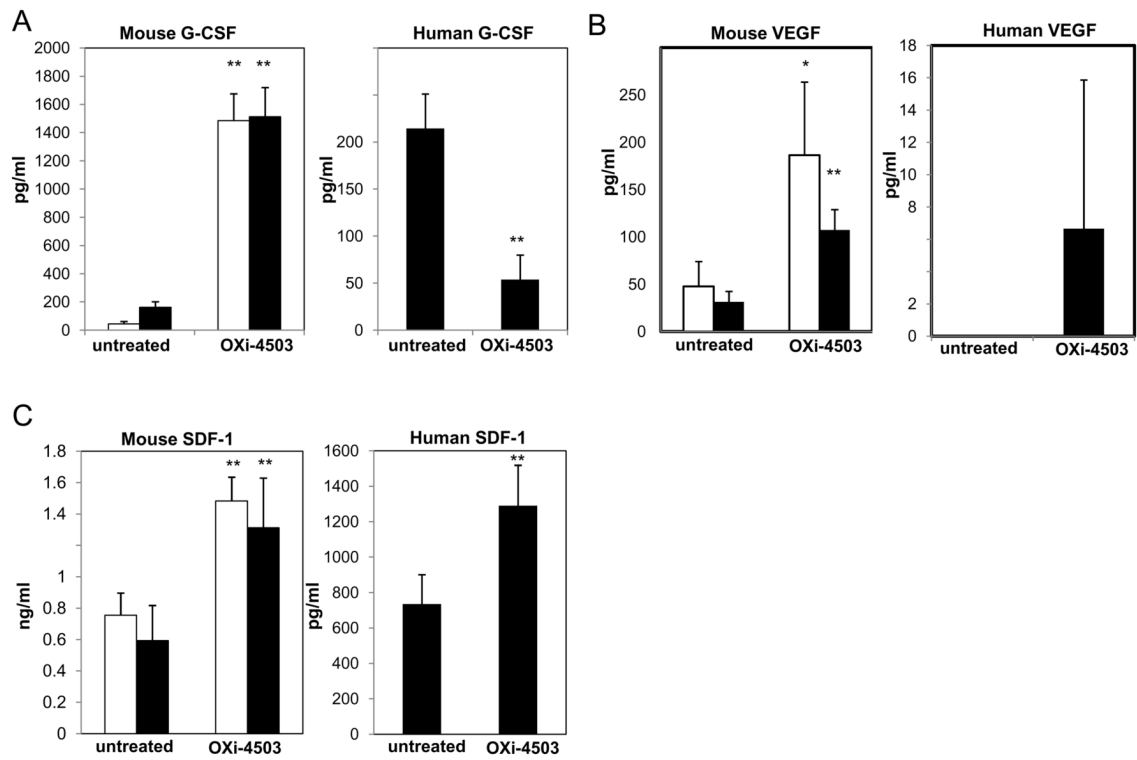 A
Mouse G-CSF
2000
1800
1600
1400
1200
1000
800
600
400
200
0
pg/ml
** **
untreated OXi-4503
Human G-CSF
200
150
100
50
0
pg/ml
**
untreated OXi-4503
B
Mouse VEGF
250
200
150
100
50
0
pg/ml
*
**
untreated OXi-4503
Human VEGF
18
16
14
12
10
8
2
0
pg/ml
untreated OXi-4503
C
Mouse SDF-1
1.8
1.6
1.4
1
0.8
0.6
0.4
0.2
0
ng/ml
** **
untreated OXi-4503
Human SDF-1
1600
1400
1200
1000
800
600
400
200
0
pg/ml
**
untreated OXi-4503